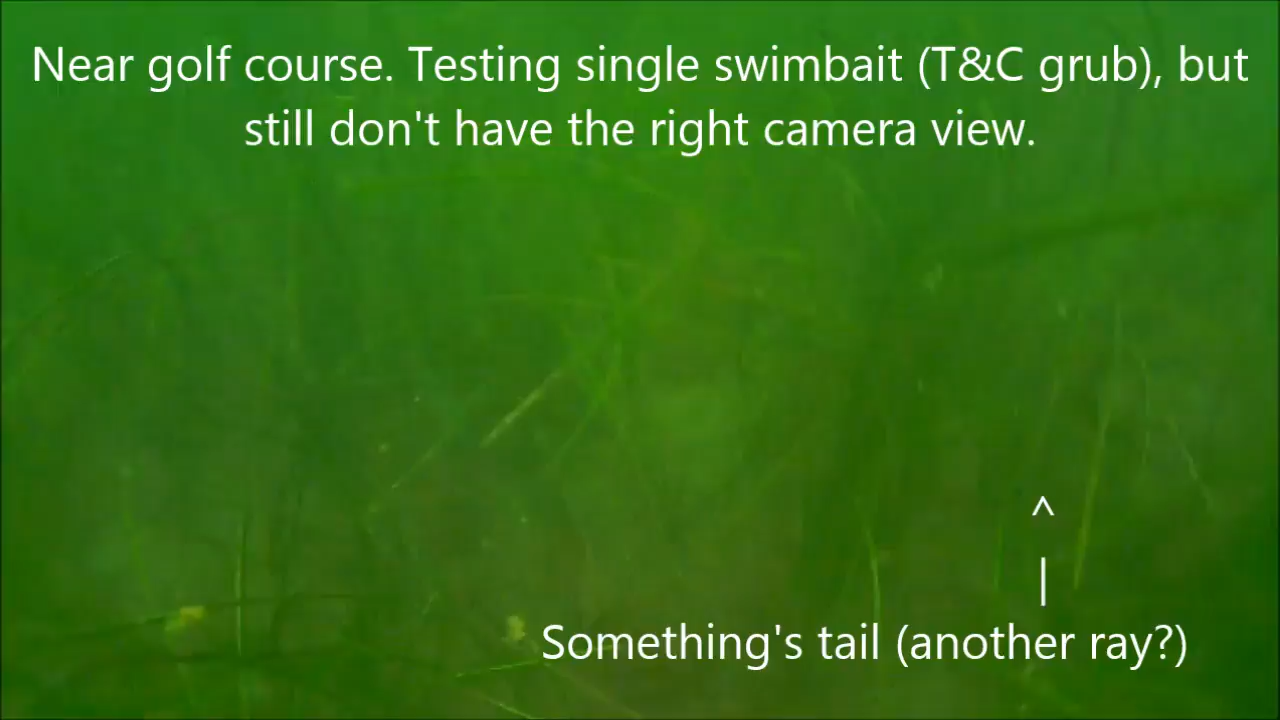 Near golf course. Testing single swimbait (T&C grub), but
still don't have the right camera view.
^
|
Something's tail (another ray?)